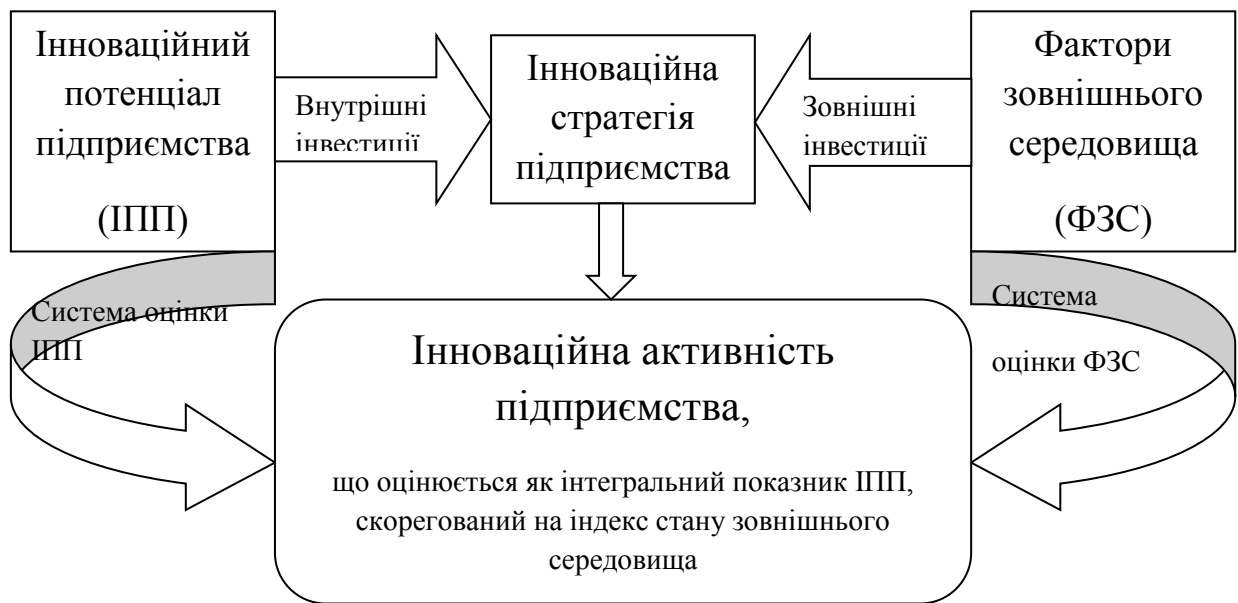 Інноваційний
потенціал
підприємства
(ІПП)
Внутрішні
інвестиції
Інноваційна
стратегія
підприємства
Зовнішні
інвестиції
Фактори
зовнішнього
середовища
(ФЗС)
Система оцінки
ІПП
Система
оцінки ФЗС
Інноваційна активність
підприємства,
що оцінюється як інтегральний показник ІПП,
скорегований на індекс стану зовнішнього
середовища